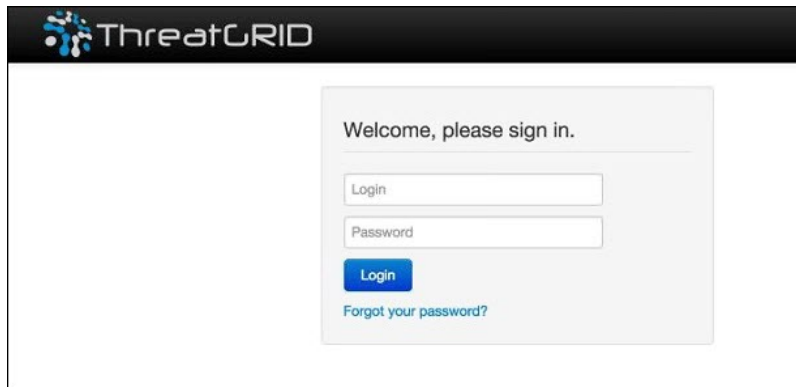 ThreatGRID
Welcome, please sign in.
Login
Password
Login
Forgot your password?